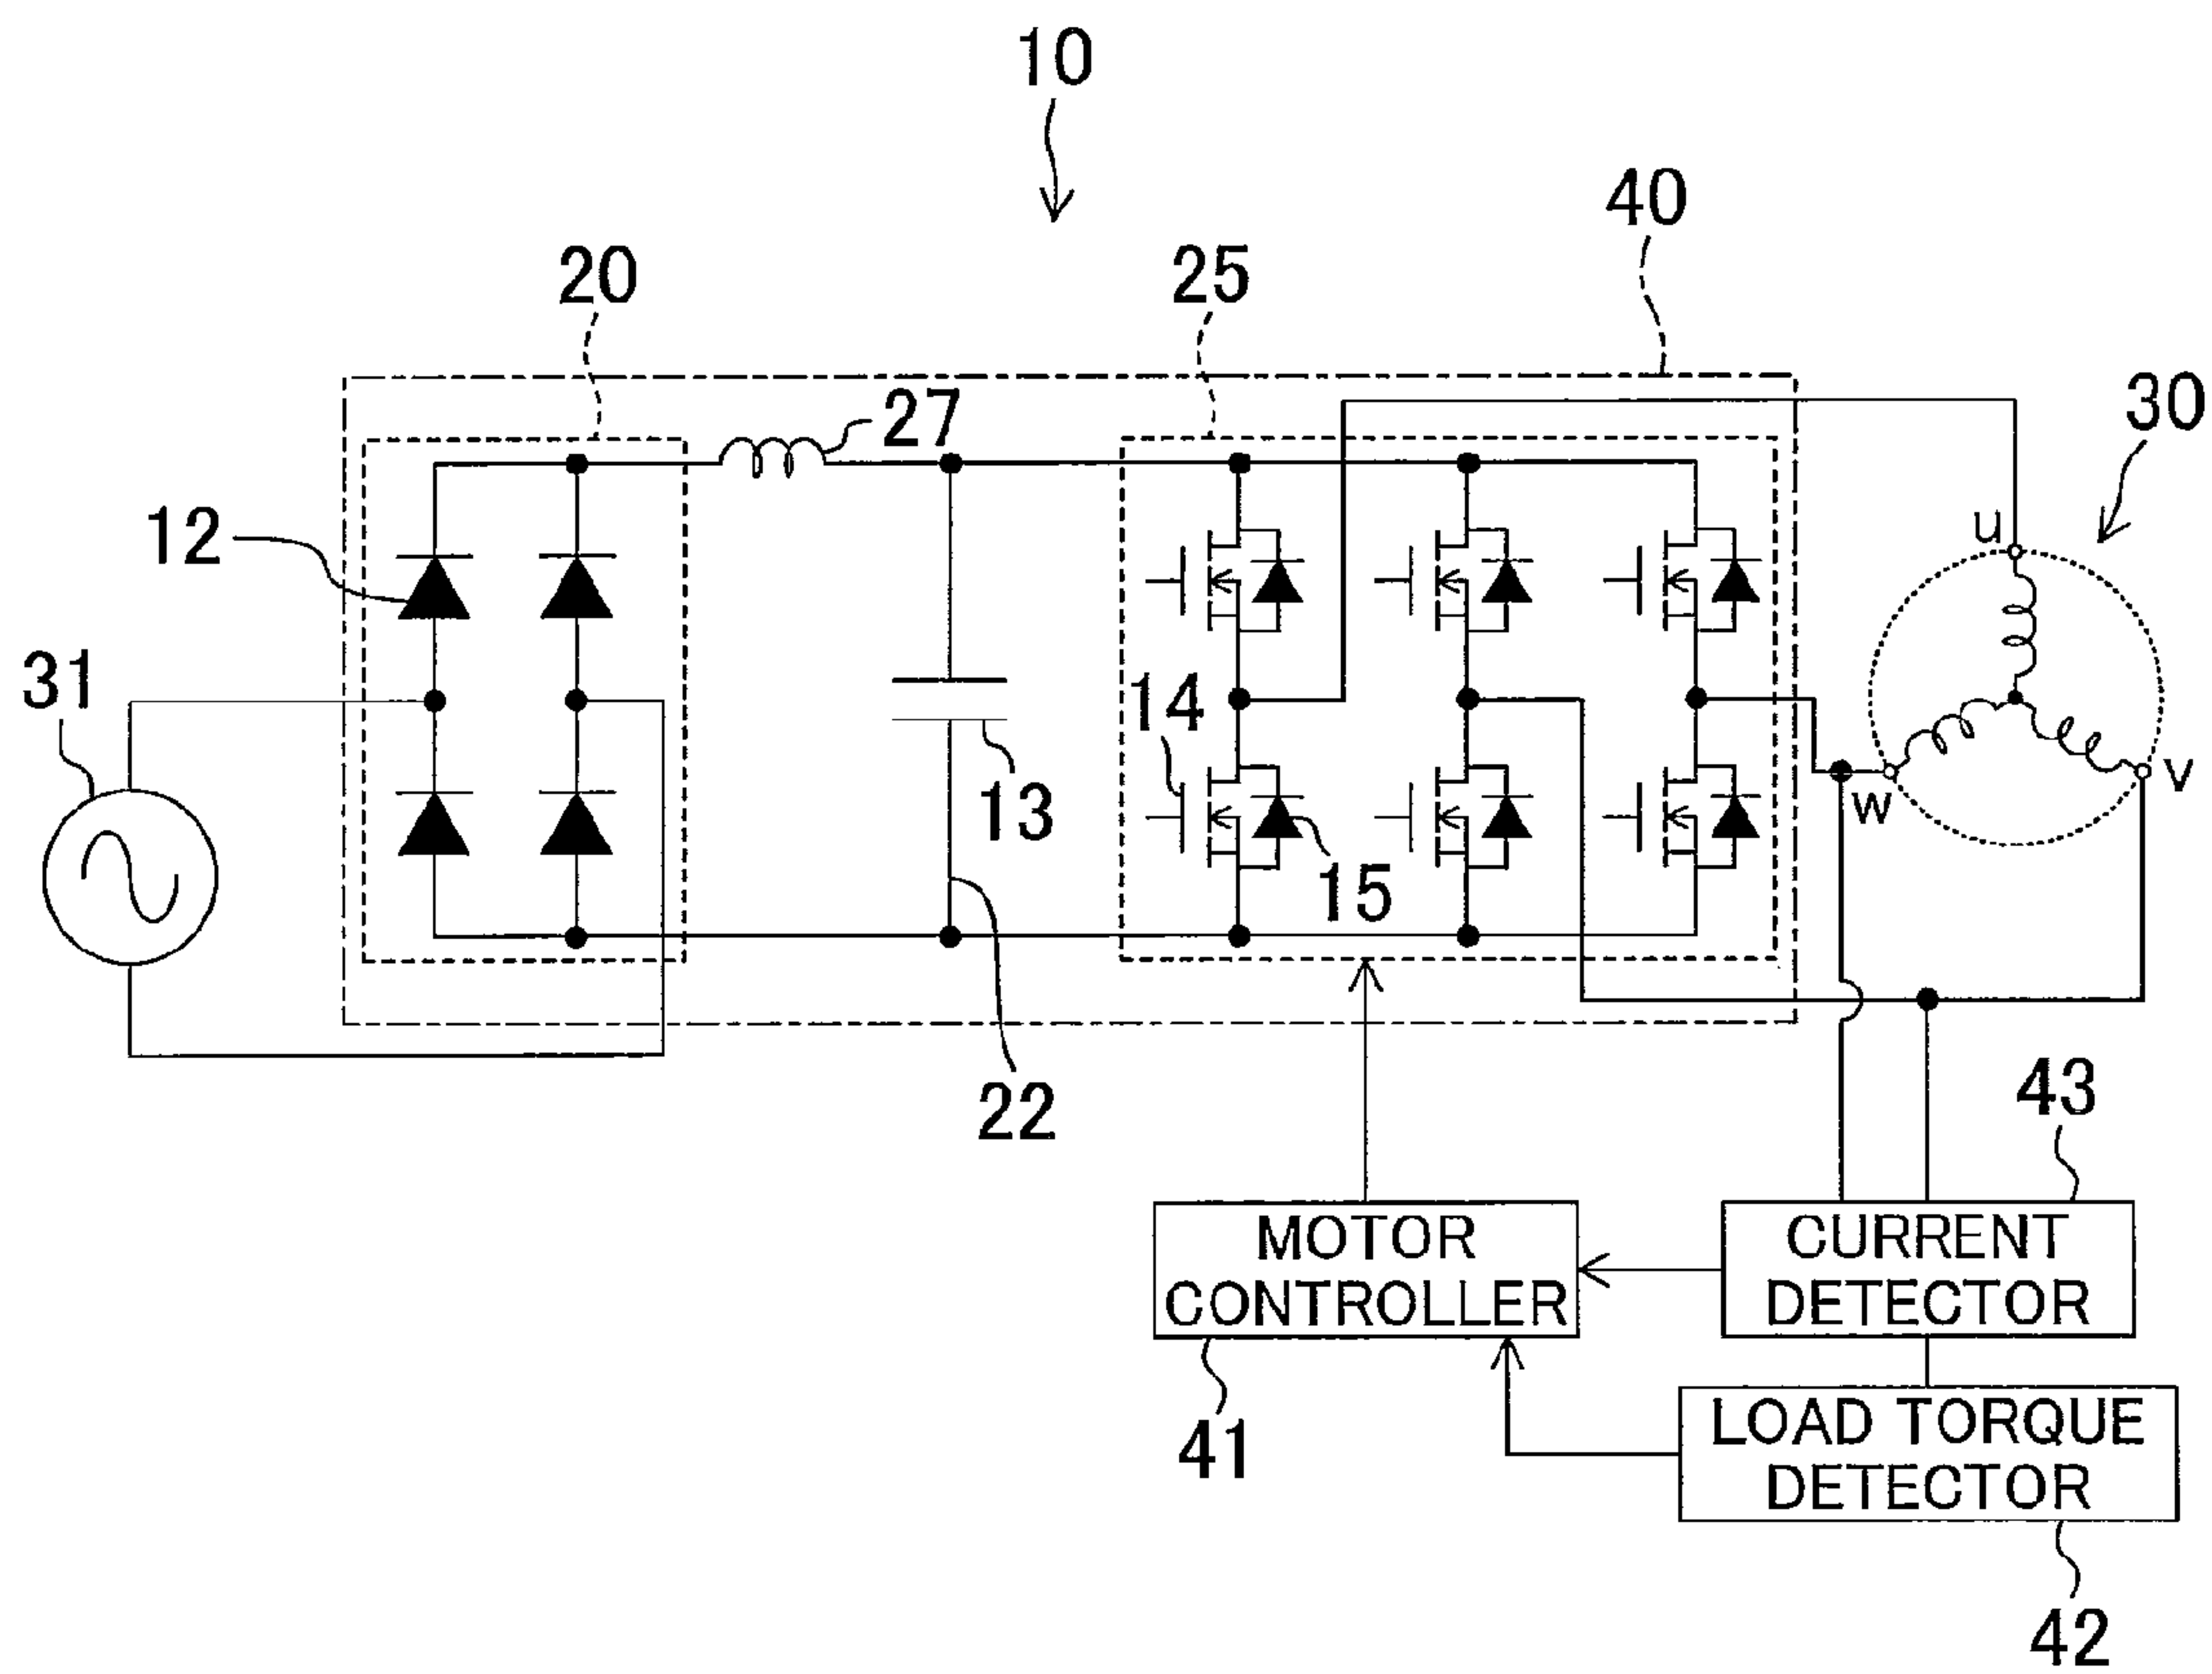 10
40
20
25
27
30
12
u
31
14
13
w
v
15
22
43
MOTOR
CONTROLLER
CURRENT
DETECTOR
41
LOAD TORQUE
DETECTOR
42